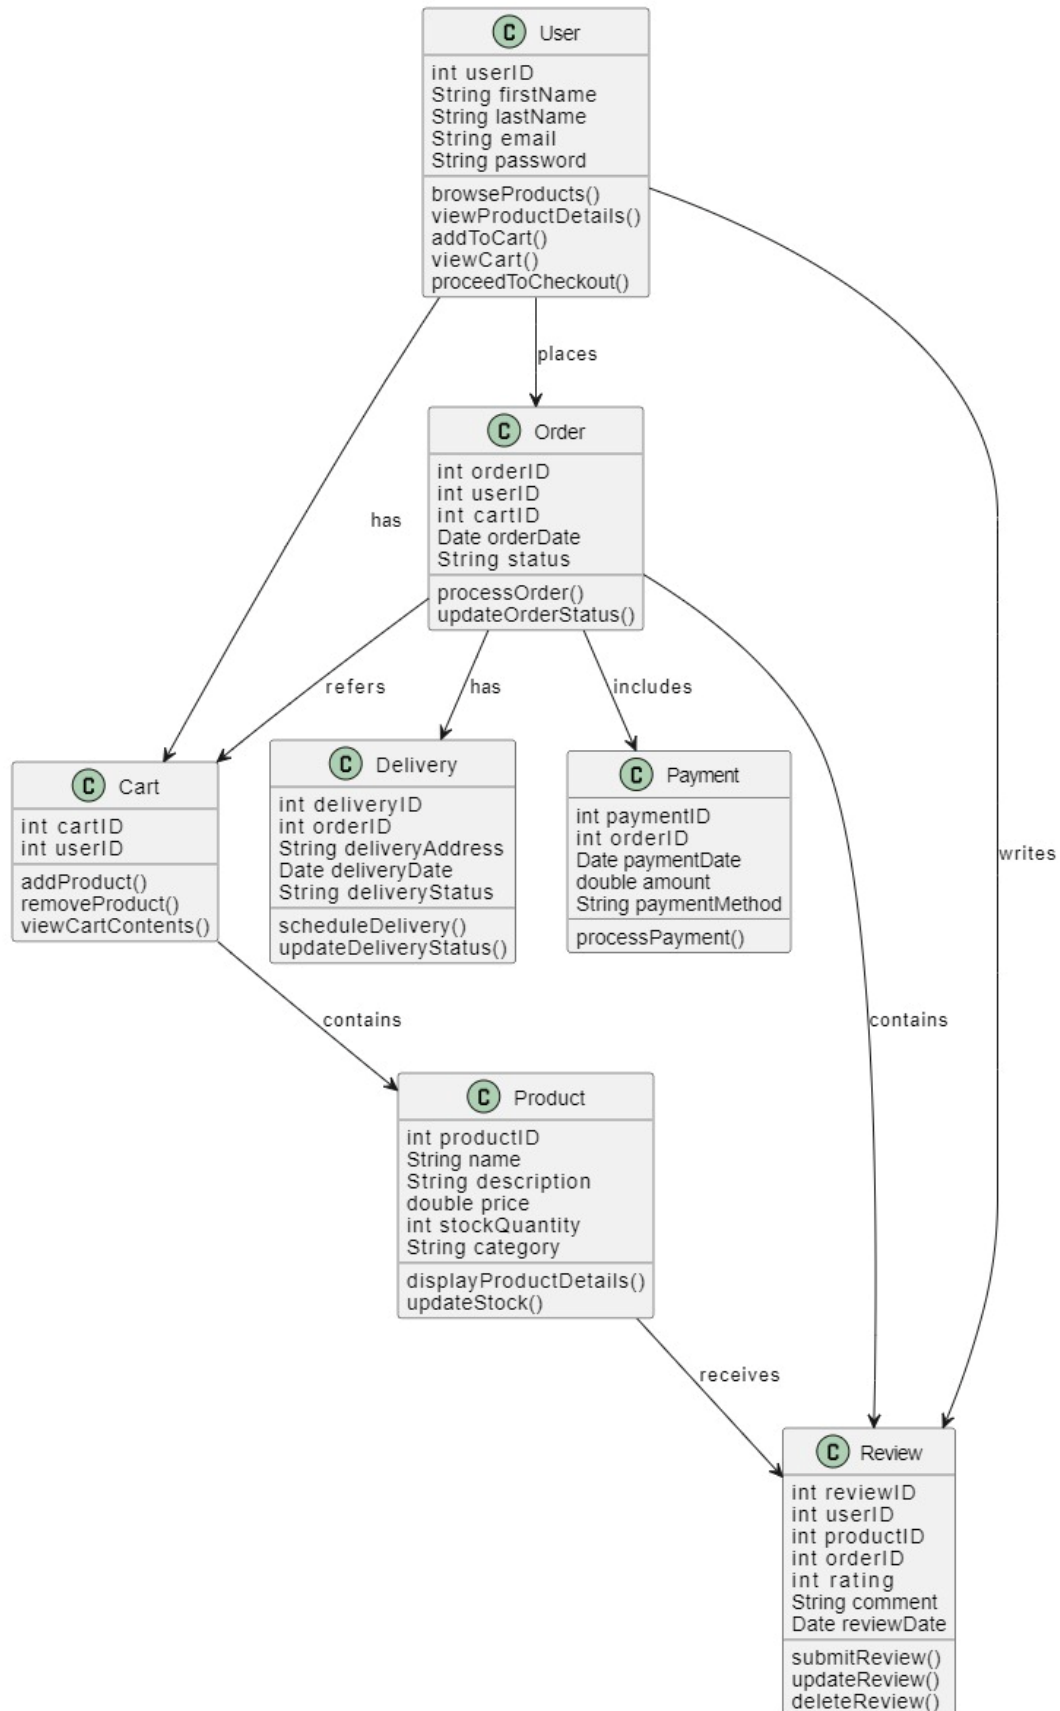 C User
int userID
String firstName
String lastName
String email
String password
browseProducts()
viewProductDetails()
addToCart()
viewCart()
proceedToCheckout()
places
C Order
int orderID
int userID
int cartID
Date orderDate
String status
processOrder()
updateOrderStatus()
has
refers
has
includes
C Cart
int cartID
int userID
addProduct()
removeProduct()
viewCartContents()
C Delivery
int deliveryID
int orderID
String deliveryAddress
Date deliveryDate
String deliveryStatus
scheduleDelivery()
updateDeliveryStatus()
C Payment
int paymentID
int orderID
Date paymentDate
double amount
String paymentMethod
processPayment()
writes
contains
contains
C Product
int productID
String name
String description
double price
int stockQuantity
String category
displayProductDetails()
updateStock()
receives
C Review
int reviewID
int userID
int productID
int orderID
int rating
String comment
Date reviewDate
submitReview()
updateReview()
deleteReview()